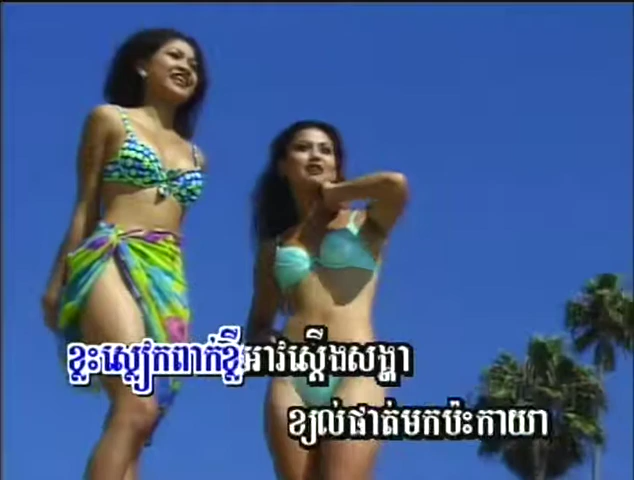 ខ្លះស្លៀកពាក់ខ្លីអាវស្ដើងសង្ហា
ខ្យល់ផាត់មកប៉ះកាយា